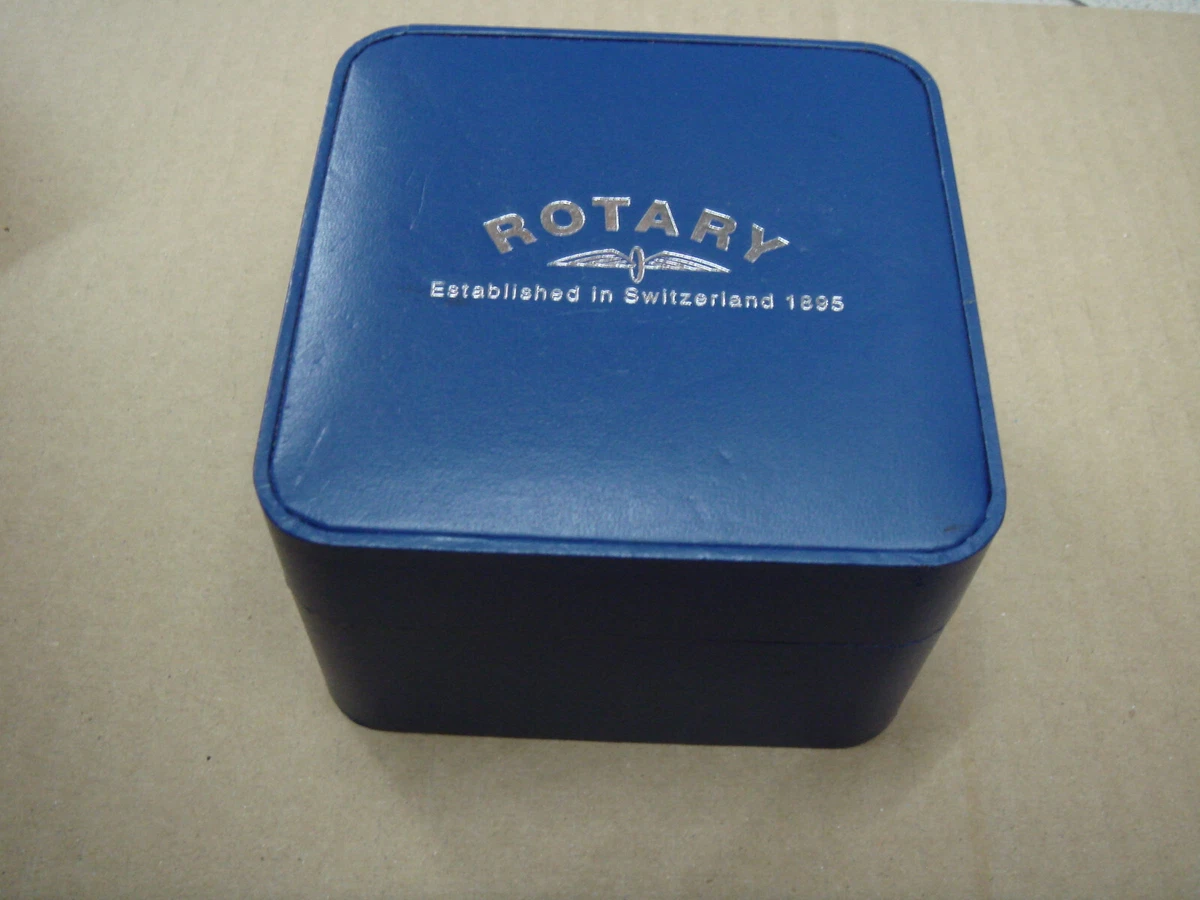 ROTARY
Established in Switzerland 1895